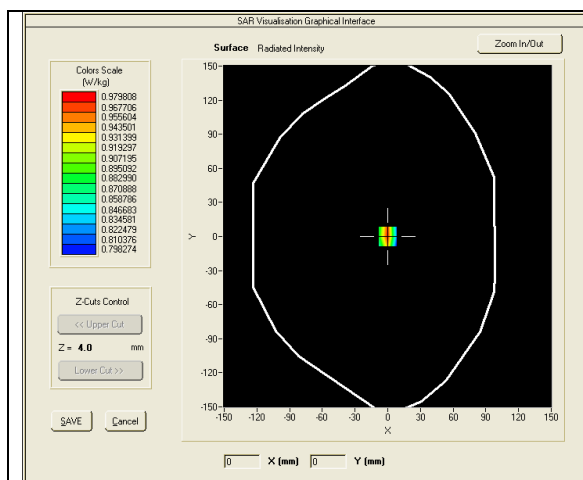 SAR Visualisation Graphical Interface
Surface Radiated Intensity
Zoom In/Out
Colors Scale
(W/kg)
0.979808
0.967706
0.955604
0.943501
0.931399
0.919297
0.907195
0.895092
0.882990
0.870888
0.858786
0.846683
0.834581
0.822479
0.810376
0.798274
Z-Cuts Control
<< Upper Cut
Z = 4.0 mm
Lower Cut >>
SAVE Cancel
150
120
90
60
30
0
-30
-60
-90
-120
-150
Y
-150 -120 -90 -60 -30 0 30 60 90 120 150
X
0 X (mm) 0 Y (mm)